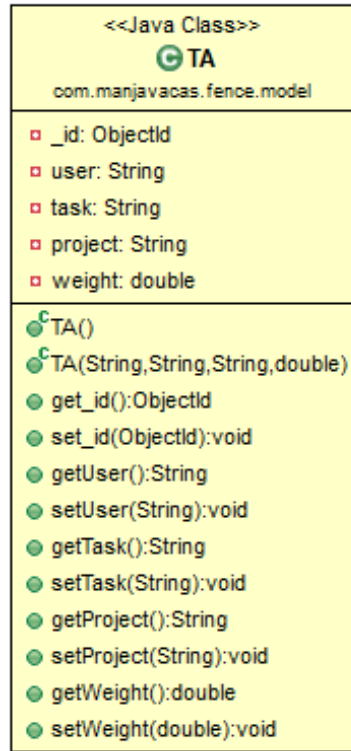 <<Java Class>>
TA
com.manjavacas.fence.model
_id: ObjectId
user: String
task: String
project: String
weight: double
TA()
TA(String,String,String,double)
get_id():ObjectId
set_id(ObjectId):void
getUser():String
setUser(String):void
getTask():String
setTask(String):void
getProject():String
setProject(String):void
getWeight():double
setWeight(double):void